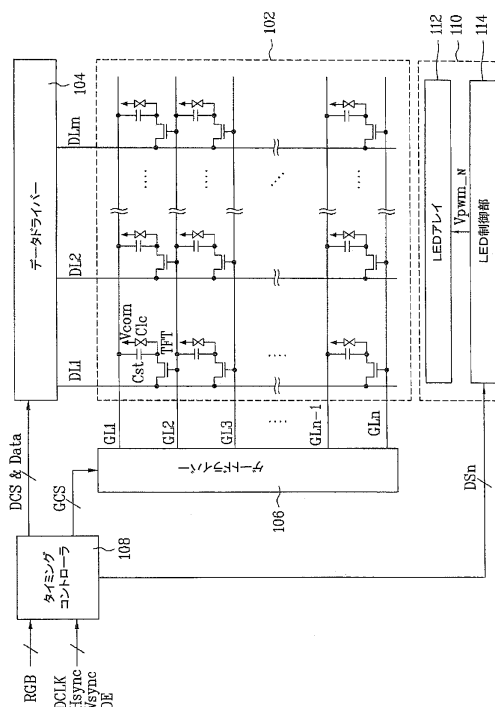 RGB
DCLK
Hsync
Vsync
DE
タイミング
コントローラ
108
DCS & Data
GCS
データドライバー
104
ゲートドライバー
106
DL1
DL2
DLm
GL1
GL2
GL3
GLn-1
GLn
Vcom
Clc
Cst
TFT
102
DSn
LEDアレイ
Vpwm_N
LED制御部
112
110
114